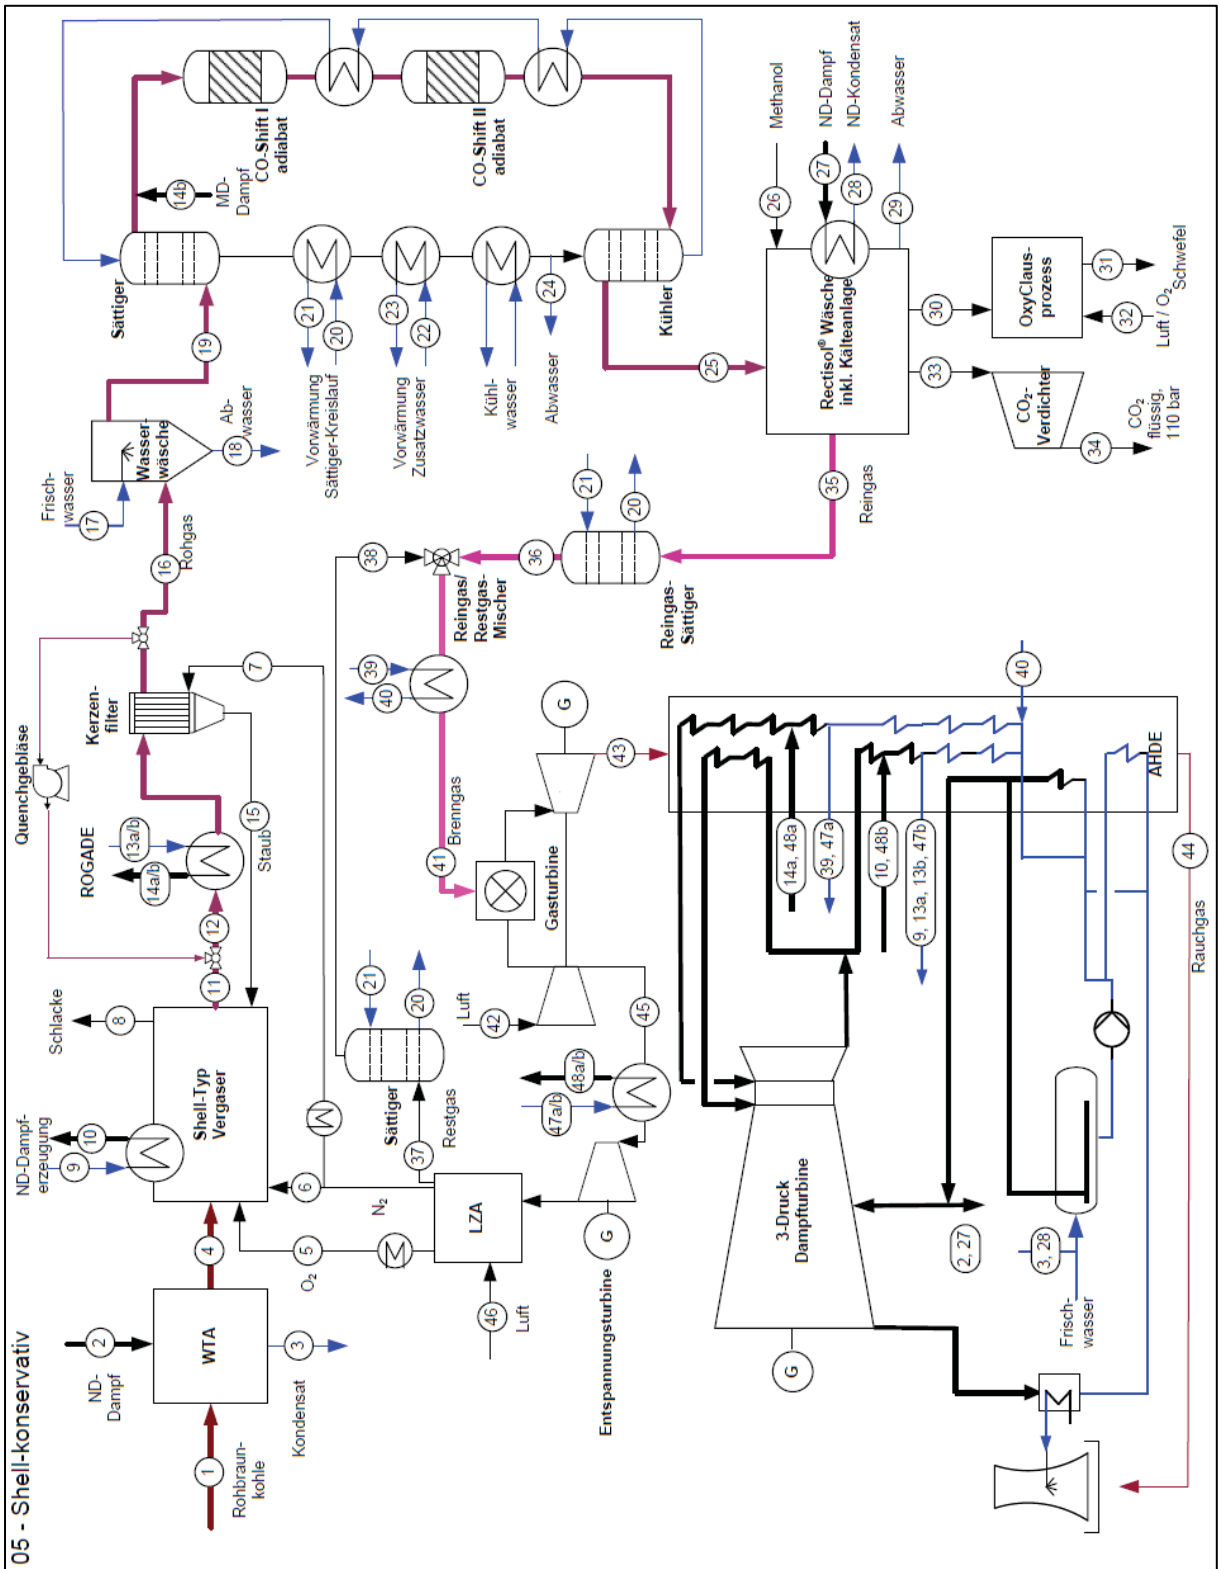 05 - Shell-konservativ
1
Rohbraun-
kohle
2
ND-
Dampf
WTA
3
Kondensat
4
ND-Dampf-
erzeugung
9
10
Shell-Typ
Vergaser
8
Schlacke
5
O₂
6
N₂
7
11
12
ROGADE
13a/b
14a/b
Quenchgebläse
Kerzen-
filter
15
Staub
16
Rohgas
Frisch-
wasser
17
Wasser-
wäsche
18
Ab-
wasser
19
Sättiger
14b
MD-
Dampf
CO-Shift I
adiabat
CO-Shift II
adiabat
21
20
Vorwärmung
Sättiger-Kreislauf
23
22
Vorwärmung
Zusatzwasser
Kühl-
wasser
24
Abwasser
Kühler
25
Rectisol® Wäsche
inkl. Kälteanlage
26
Methanol
27
ND-Dampf
28
ND-Kondensat
29
Abwasser
30
OxyClaus-
prozess
31
Schwefel
32
Luft / O₂
33
CO₂-
Verdichter
34
CO₂
flüssig,
110 bar
35
Reingas
Reingas-
Sättiger
21
20
36
Reingas/
Restgas-
Mischer
38
39
40
41
Brenngas
Sättiger
21
20
37
Restgas
LZA
46
Luft
G
Entspannungsturbine
47a/b
48a/b
45
42
Luft
Gasturbine
G
43
AHDE
40
14a, 48a
39, 47a
10, 48b
9, 13a, 13b, 47b
44
Rauchgas
3-Druck
Dampfturbine
G
2, 27
3, 28
Frisch-
wasser